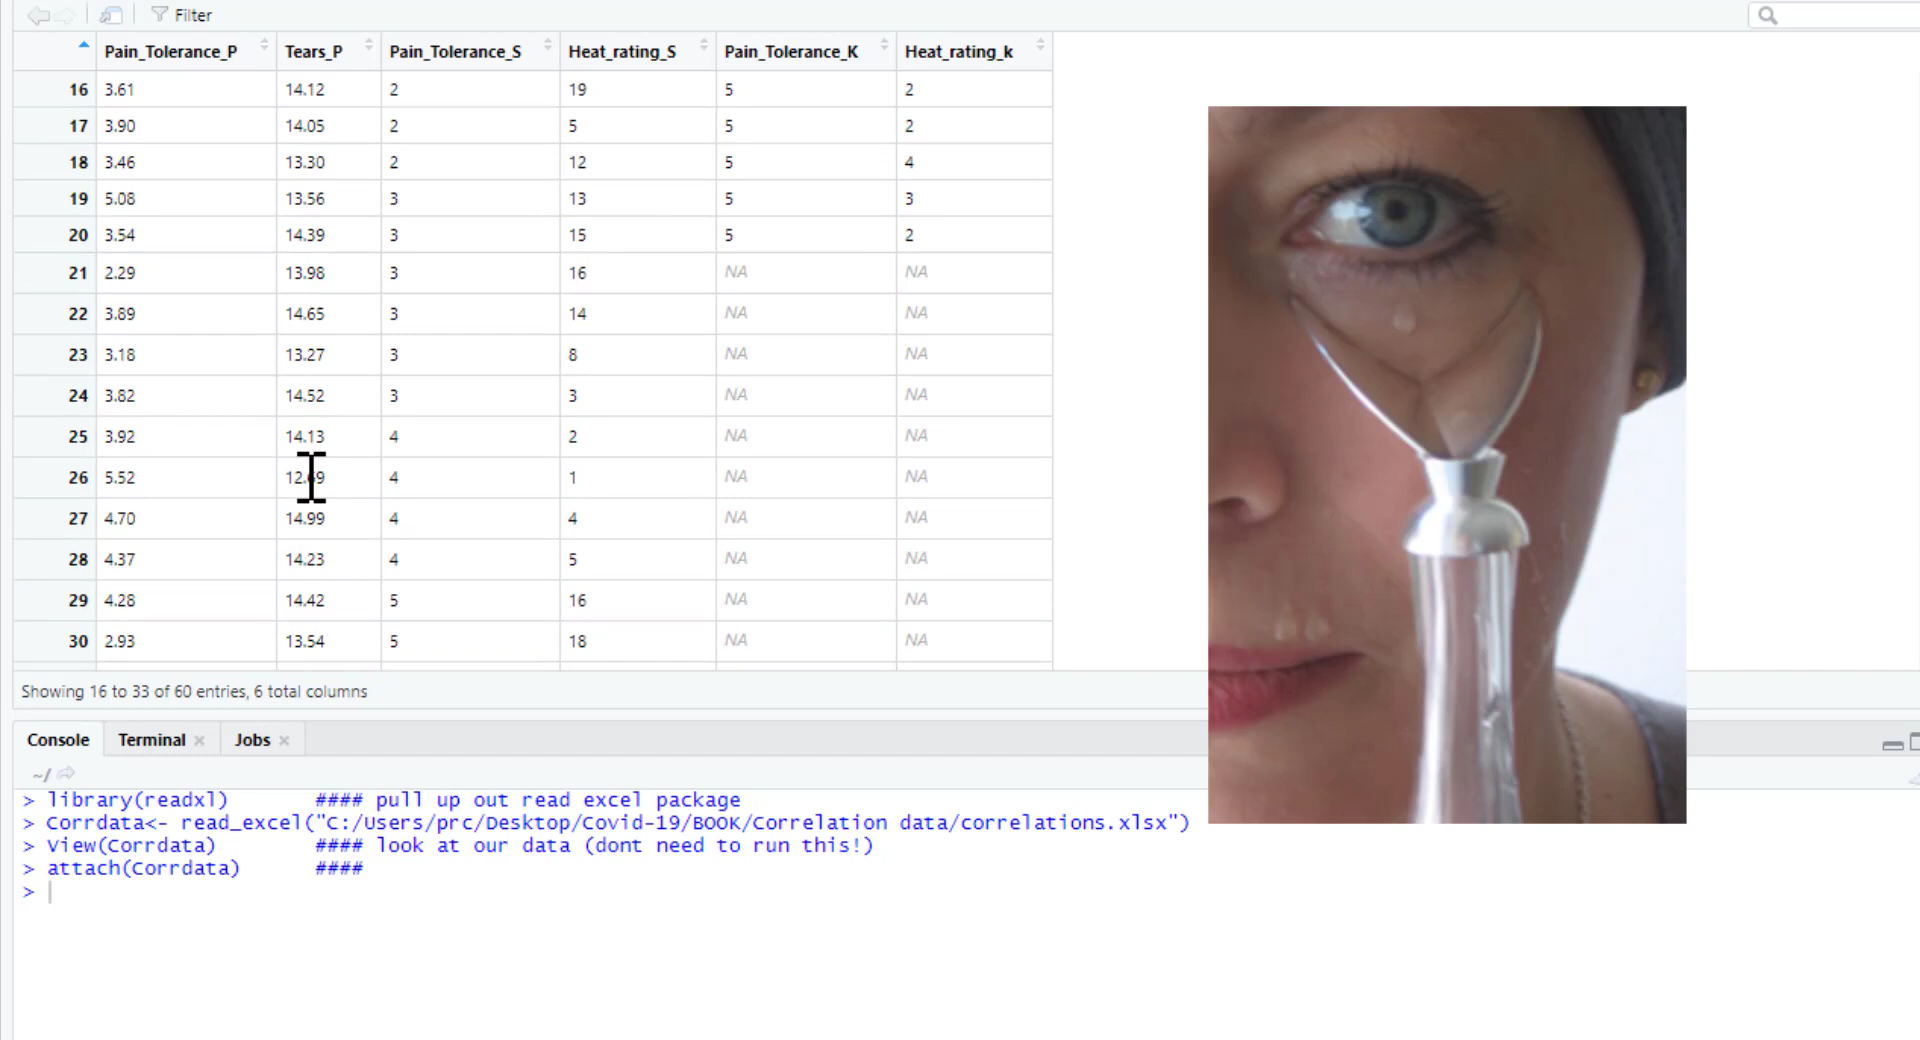 Filter
Pain_Tolerance_P Tears_P Pain_Tolerance_S Heat_rating_S Pain_Tolerance_K Heat_rating_k
16 3.61 14.12 2 19 5 2
17 3.90 14.05 2 5 5 2
18 3.46 13.30 2 12 5 4
19 5.08 13.56 3 13 5 3
20 3.54 14.39 3 15 5 2
21 2.29 13.98 3 16 NA NA
22 3.89 14.65 3 14 NA NA
23 3.18 13.27 3 8 NA NA
24 3.82 14.52 3 3 NA NA
25 3.92 14.13 4 2 NA NA
26 5.52 4 1 NA NA
27 4.70 14.99 4 4 NA NA
28 4.37 14.23 4 5 NA NA
29 4.28 14.42 5 16 NA NA
30 2.93 13.54 5 18 NA NA
Showing 16 to 33 of 60 entries, 6 total columns
Console Terminal Jobs
~/
> library(readxl) #### pull up out read excel package
> Corrdata<- read_excel("C:/Users/prc/Desktop/Covid-19/BOOK/Correlation data/correlations.xlsx")
> View(Corrdata) #### look at our data (dont need to run this!)
> attach(Corrdata) ####
>